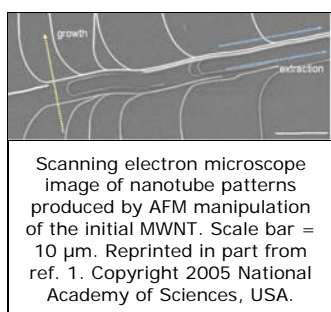 growth
extraction
Scanning electron microscope
image of nanotube patterns
produced by AFM manipulation
of the initial MWNT. Scale bar =
10 µm. Reprinted in part from
ref. 1. Copyright 2005 National
Academy of Sciences, USA.